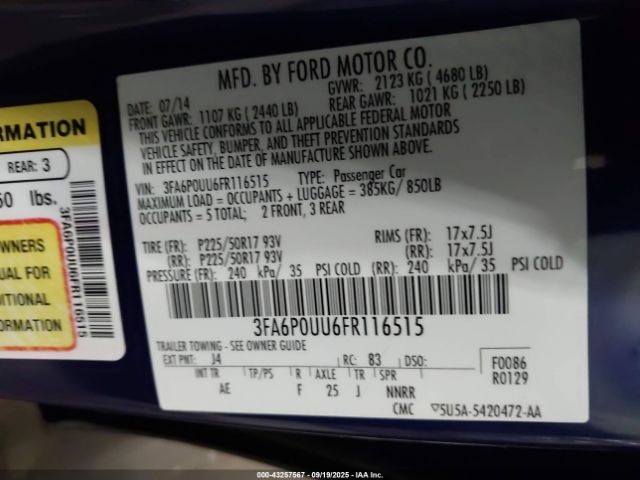 MFD. BY FORD MOTOR CO.
DATE: 07/14
GVWR: 2123 KG ( 4680 LB)
FRONT GAWR: 1107 KG ( 2440 LB)
REAR GAWR: 1021 KG ( 2250 LB)
THIS VEHICLE CONFORMS TO ALL APPLICABLE FEDERAL MOTOR
VEHICLE SAFETY, BUMPER, AND THEFT PREVENTION STANDARDS
IN EFFECT ON THE DATE OF MANUFACTURE SHOWN ABOVE.
VIN: 3FA6P0UU6FR116515 TYPE: Passenger Car
MAXIMUM LOAD = OCCUPANTS + LUGGAGE = 385KG/ 850LB
OCCUPANTS = 5 TOTAL; 2 FRONT, 3 REAR
TIRE (FR): P225/50R17 93V RIMS (FR): 17x7.5J
(RR): P225/50R17 93V (RR): 17x7.5J
PRESSURE (FR): 240 kPa/ 35 PSI COLD (RR): 240 kPa/ 35 PSI COLD
3FA6P0UU6FR116515
TRAILER TOWING - SEE OWNER GUIDE
EXT PNT: J4 RC: 83 DSO: F0086
R0129
INT TR TP/PS R AXLE TR SPR
AE F 25 J NNRR
CMC 5U5A-5420472-AA
RMATION
REAR: 3
lbs.
OWNERS
UAL FOR
DITIONAL
FORMATION
3FA6P0UU6FR116515
000-43257567 - 09/19/2025 - IAA, Inc.